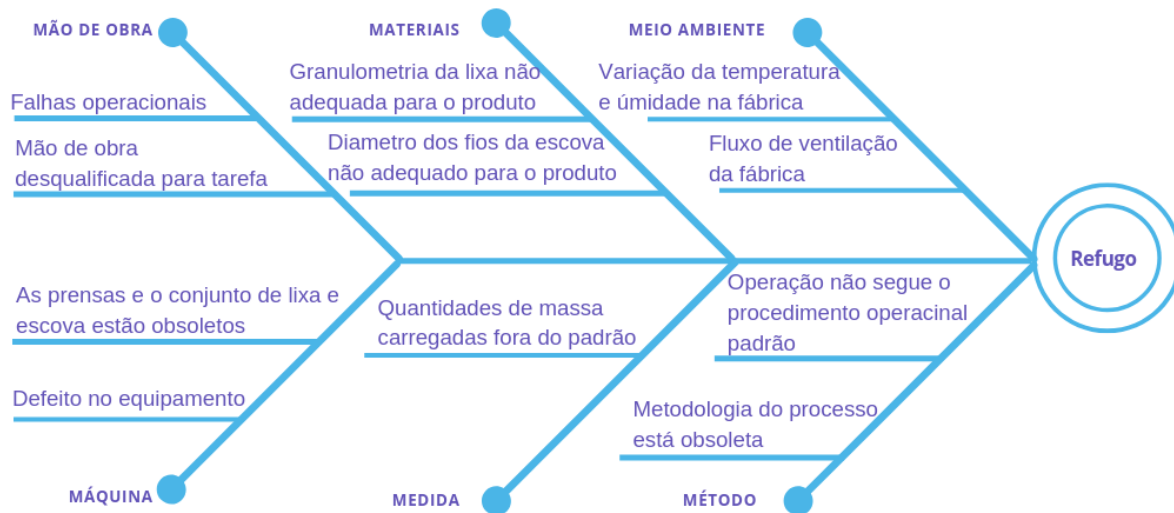 MÃO DE OBRA
Falhas operacionais
Mão de obra
desqualificada para tarefa
MATERIAIS
Granulometria da lixa não
adequada para o produto
Diametro dos fios da escova
não adequado para o produto
MEIO AMBIENTE
Variação da temperatura
e úmidade na fábrica
Fluxo de ventilação
da fábrica
Refugo
As prensas e o conjunto de lixa e
escova estão obsoletos
Defeito no equipamento
MÁQUINA
Quantidades de massa
carregadas fora do padrão
MEDIDA
Operação não segue o
procedimento operacinal
padrão
Metodologia do processo
está obsoleta
MÉTODO